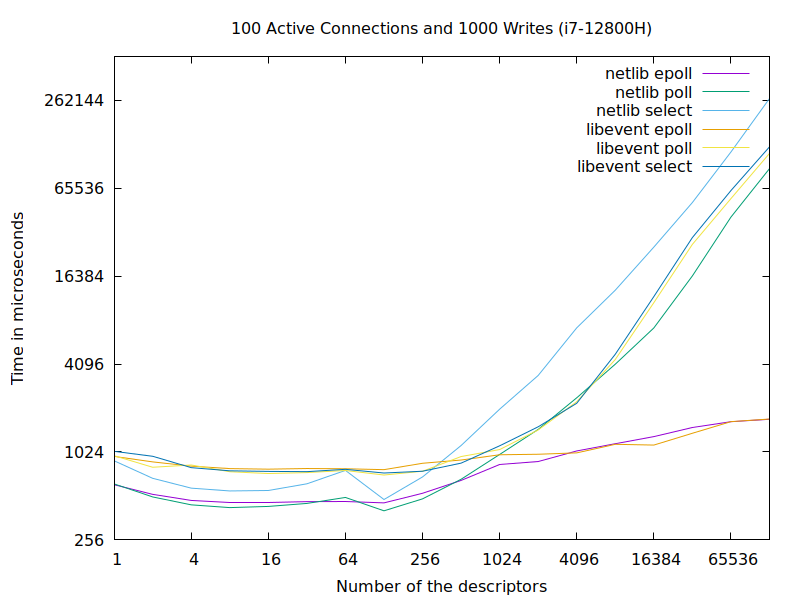 100 Active Connections and 1000 Writes (i7-12800H)
netlib epoll
netlib poll
netlib select
libevent epoll
libevent poll
libevent select
262144
65536
16384
4096
1024
256
Time in microseconds
1 4 16 64 256 1024 4096 16384 65536
Number of the descriptors